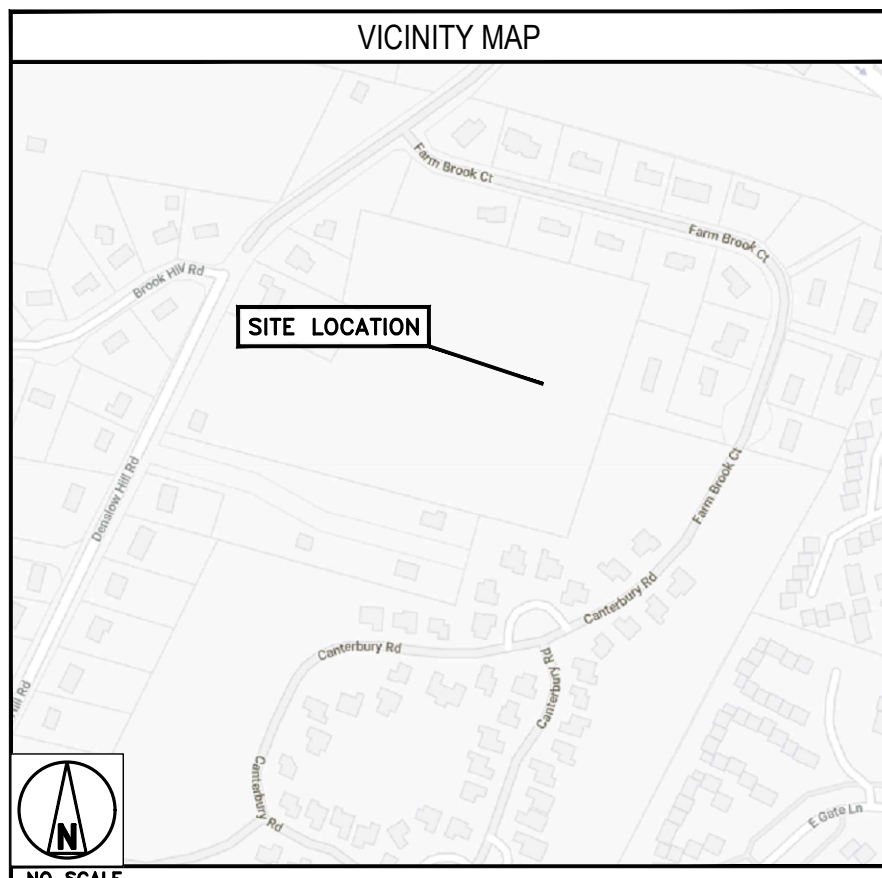 VICINITY MAP
Farm Brook Ct
Farm Brook Ct
Brook Hill Rd
SITE LOCATION
Denslow Hill Rd
Farm Brook Ct
Canterbury Rd
Canterbury Rd
Canterbury Rd
Hill Rd
Canterbury Rd
E Gate Ln
N
NO SCALE